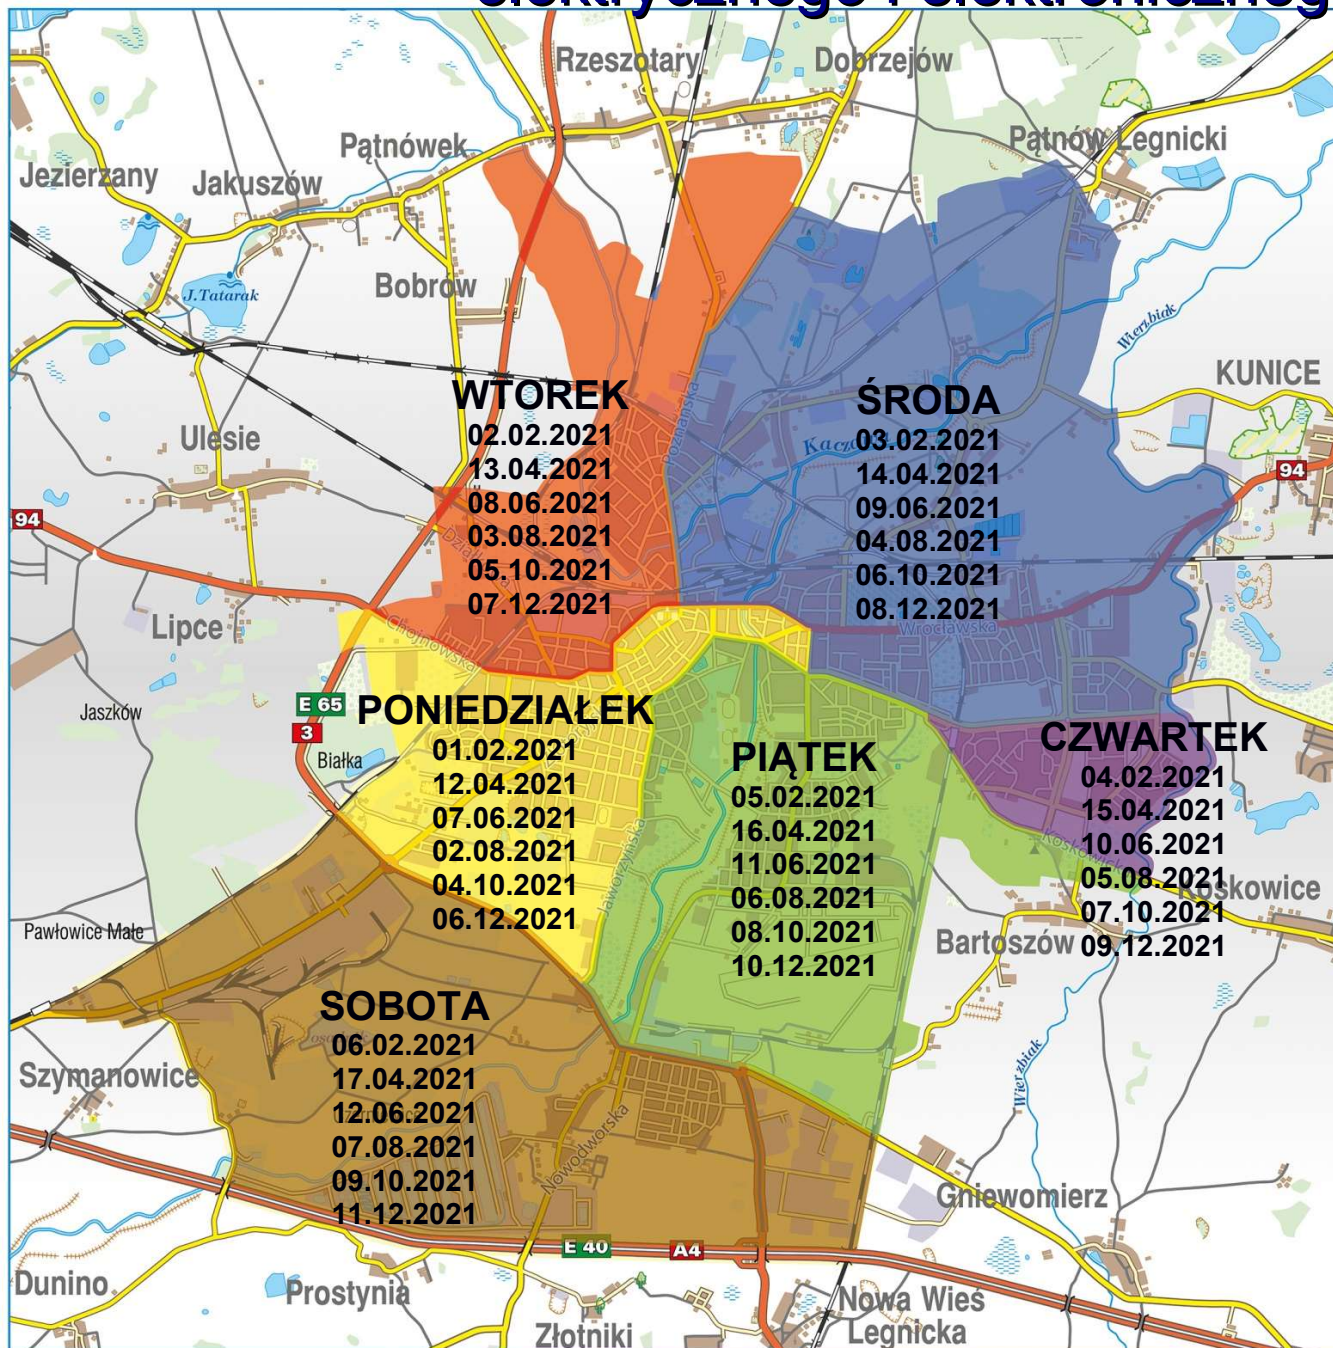 elektrycznego i elektronicznego
Rzeszotary
Dobrzejów
Pątnówek
Pątnów Legnicki
Jezierzany
Jakuszów
Bobrów
J.Tatarak
Wierzbiak
KUNICE
WTOREK
02.02.2021
13.04.2021
08.06.2021
03.08.2021
05.10.2021
07.12.2021
Poznańska
ŚRODA
03.02.2021
14.04.2021
09.06.2021
04.08.2021
06.10.2021
08.12.2021
Ulesie
94
94
Lipce
Chojnowska
Wrocławska
E 65
3
Jaszków
Białka
PONIEDZIAŁEK
01.02.2021
12.04.2021
07.06.2021
02.08.2021
04.10.2021
06.12.2021
Jaworzyńska
PIĄTEK
05.02.2021
16.04.2021
11.06.2021
06.08.2021
08.10.2021
10.12.2021
CZWARTEK
04.02.2021
15.04.2021
10.06.2021
05.08.2021
07.10.2021
09.12.2021
Koskowice
Bartoszów
Pawłowice Małe
SOBOTA
06.02.2021
17.04.2021
12.06.2021
07.08.2021
09.10.2021
11.12.2021
Szymanowice
Nowodworska
Wierzbiak
Gniewomierz
E 40
A4
Dunino
Prostynia
Złotniki
Nowa Wieś
Legnicka